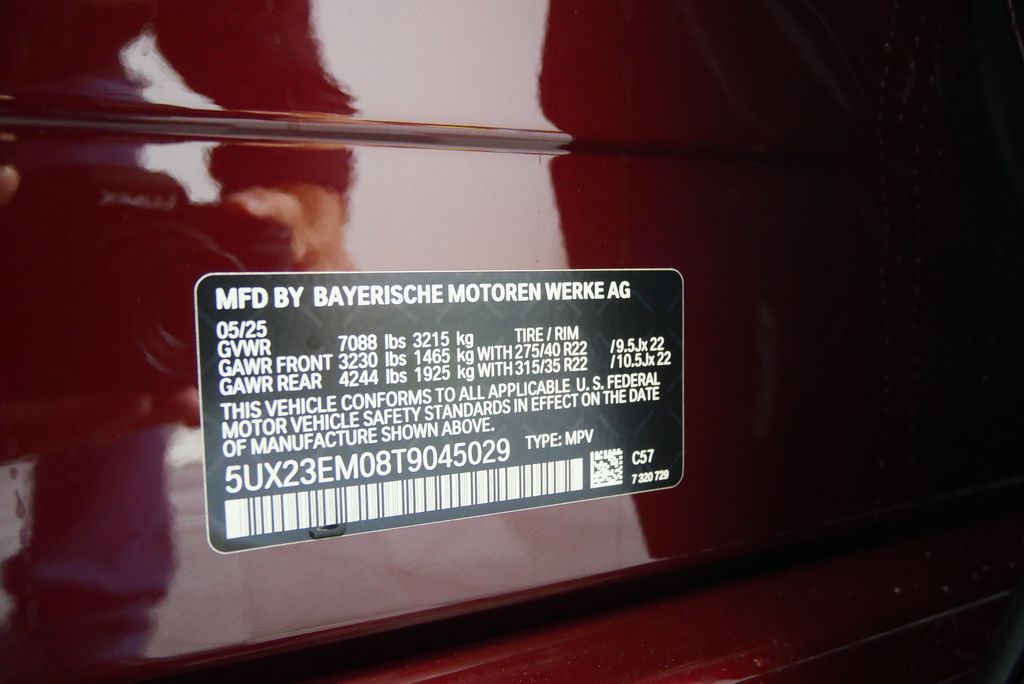 MFD BY BAYERISCHE MOTOREN WERKE AG
05/25
GVWR 7088 lbs 3215 kg TIRE / RIM
GAWR FRONT 3230 lbs 1465 kg WITH 275/40 R22 /9.5Jx22
GAWR REAR 4244 lbs 1925 kg WITH 315/35 R22 /10.5Jx22
THIS VEHICLE CONFORMS TO ALL APPLICABLE U.S. FEDERAL
MOTOR VEHICLE SAFETY STANDARDS IN EFFECT ON THE DATE
OF MANUFACTURE SHOWN ABOVE.
5UX23EM08T9045029 TYPE: MPV C57
7 320 729